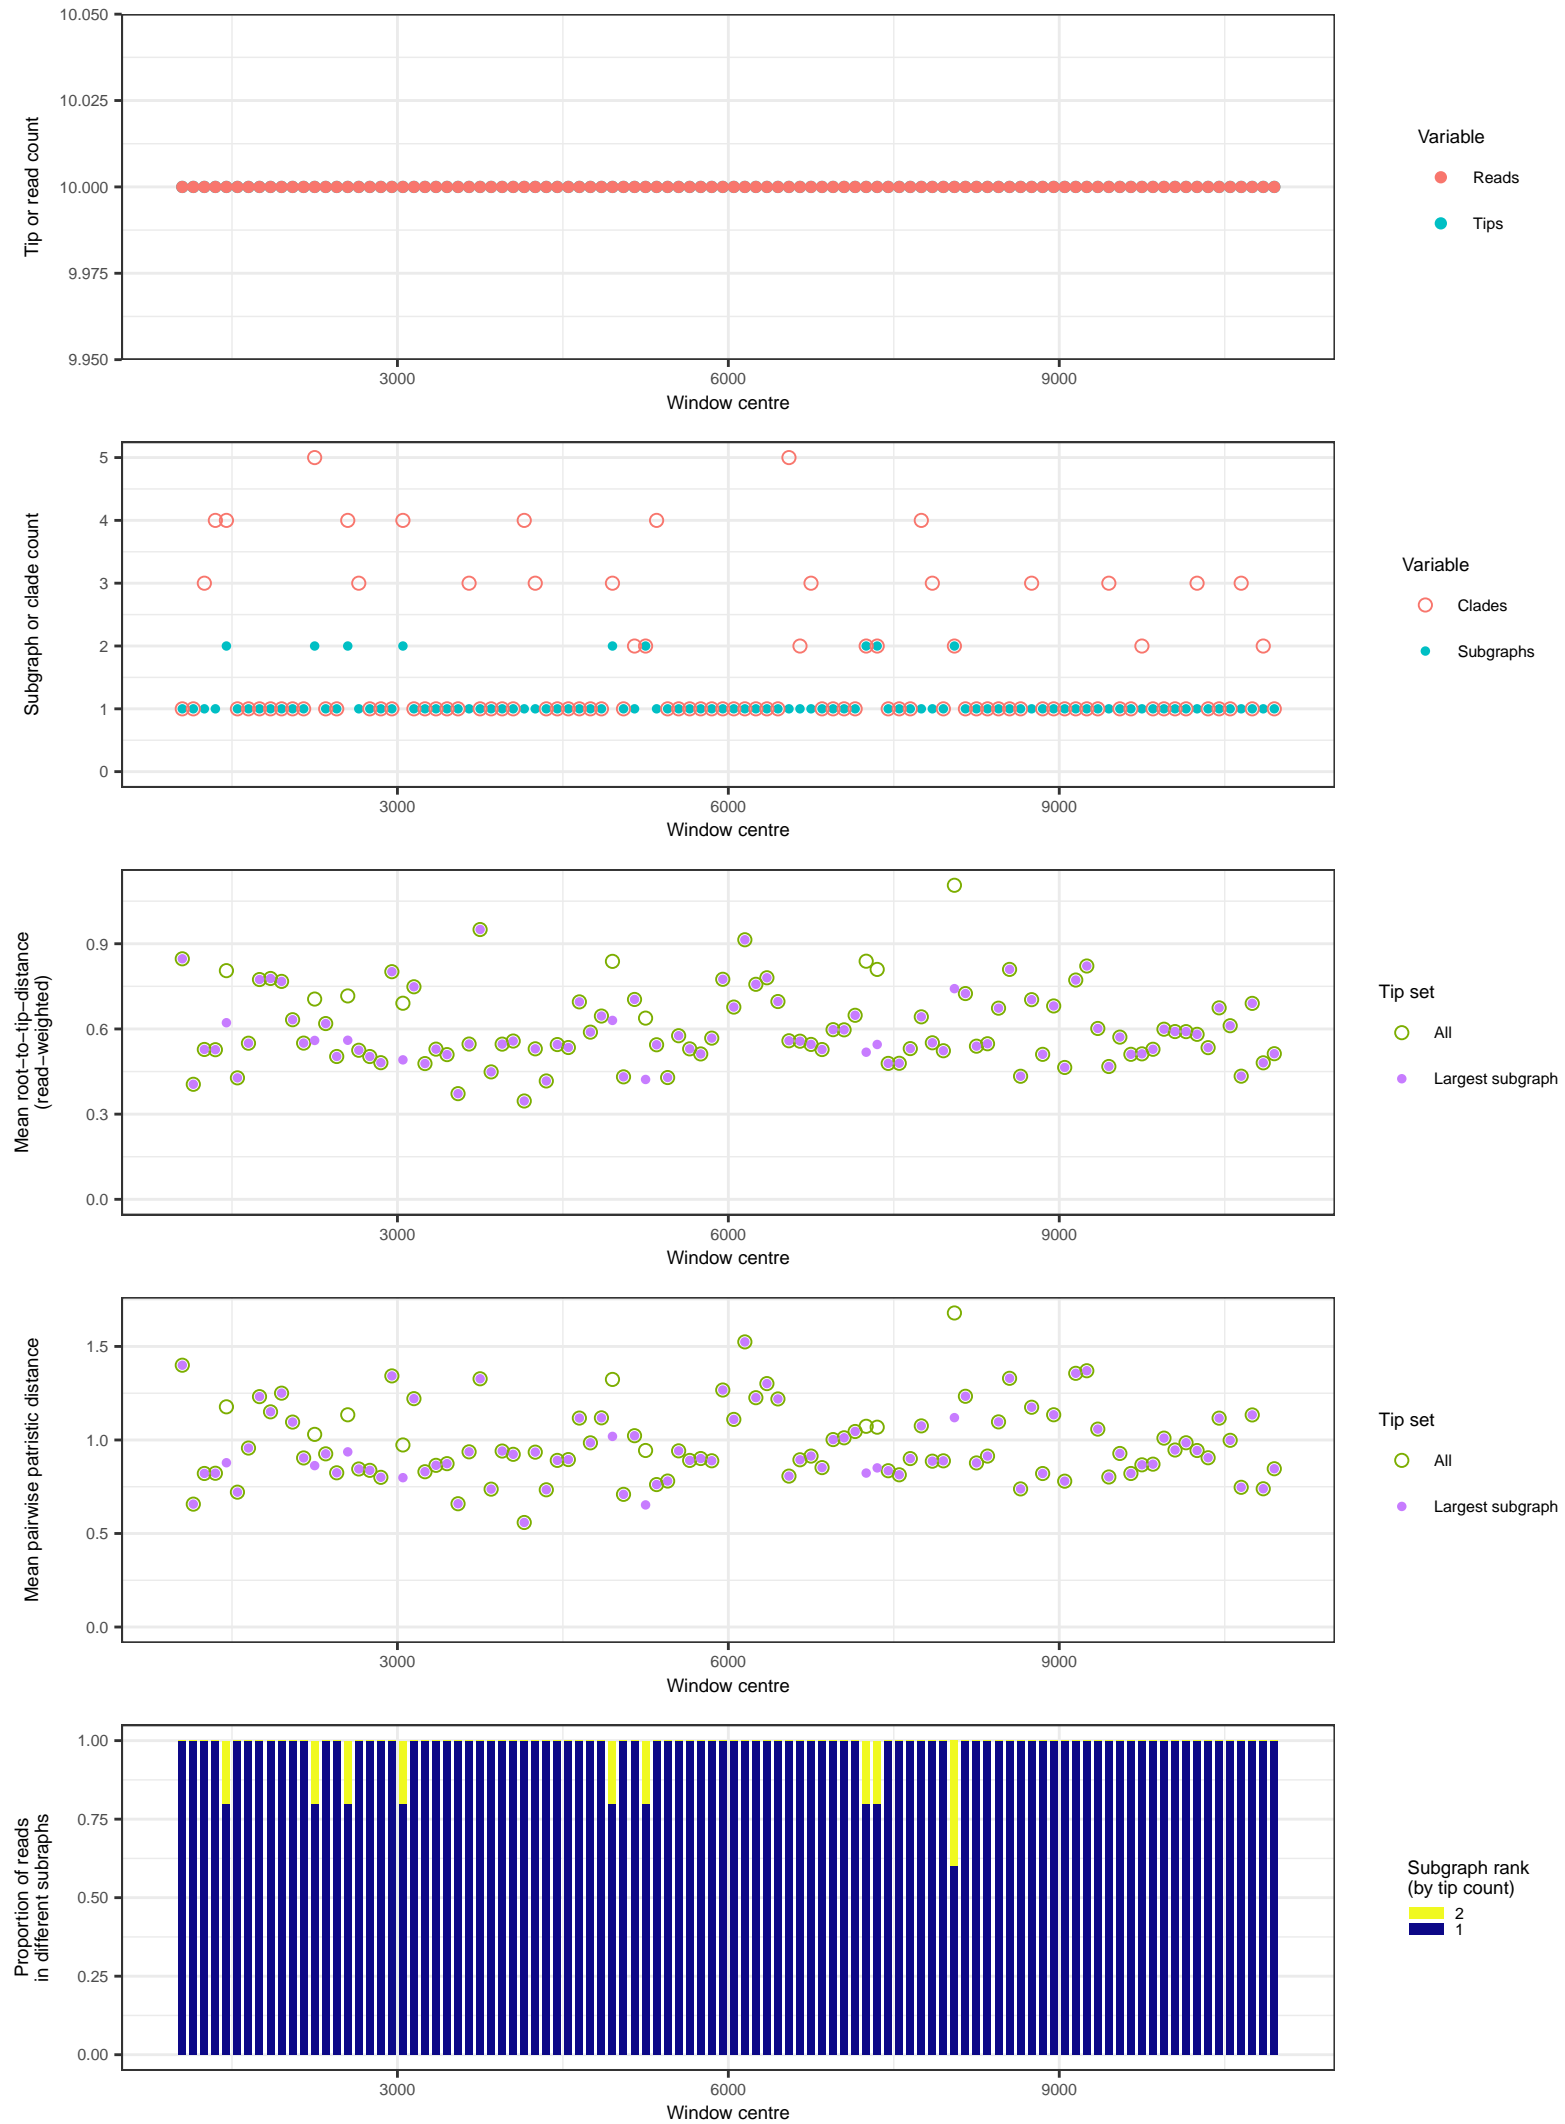 10.050
10.025
10.000
9.975
9.950
Tip or read count
3000 6000 9000
Window centre
Variable
Reads
Tips
5
4
3
2
1
0
Subgraph or clade count
3000 6000 9000
Window centre
Variable
Clades
Subgraphs
0.9
0.6
0.3
0.0
Mean root−to−tip−distance
(read−weighted)
3000 6000 9000
Window centre
Tip set
All
Largest subgraph
1.5
1.0
0.5
0.0
Mean pairwise patristic distance
3000 6000 9000
Window centre
Tip set
All
Largest subgraph
1.00
0.75
0.50
0.25
0.00
Proportion of reads
in different subraphs
3000 6000 9000
Window centre
Subgraph rank
(by tip count)
2
1